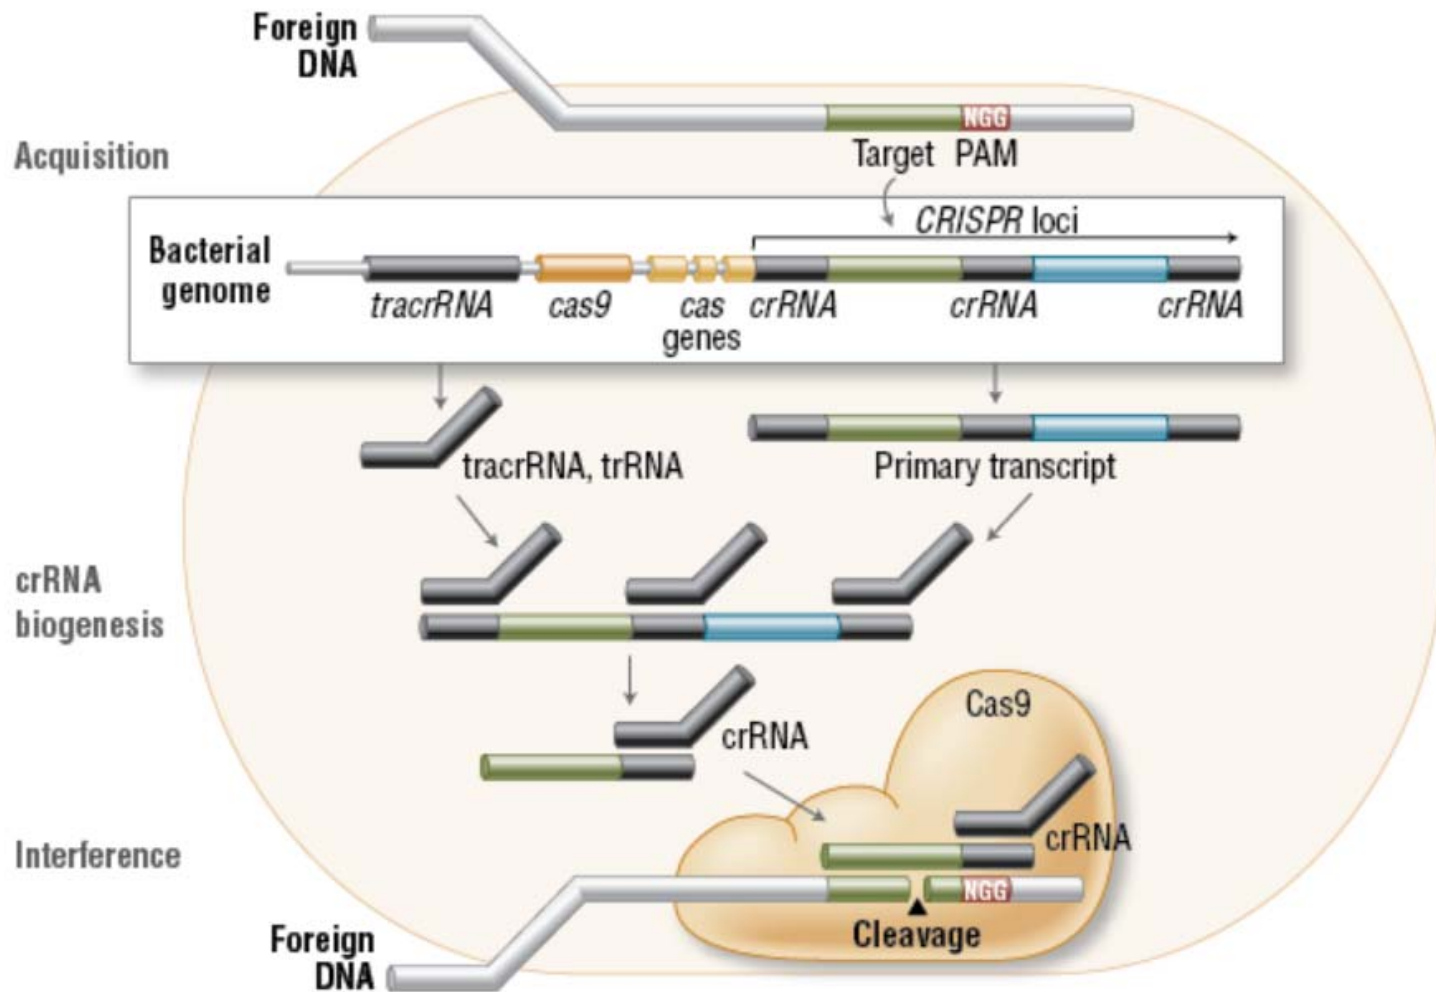 Foreign
DNA
NGG
Target PAM
Acquisition
CRISPR loci
Bacterial
genome
tracrRNA cas9 cas crRNA crRNA crRNA
genes
tracrRNA, trRNA
Primary transcript
crRNA
biogenesis
Cas9
crRNA
crRNA
Interference
NGG
Cleavage
Foreign
DNA